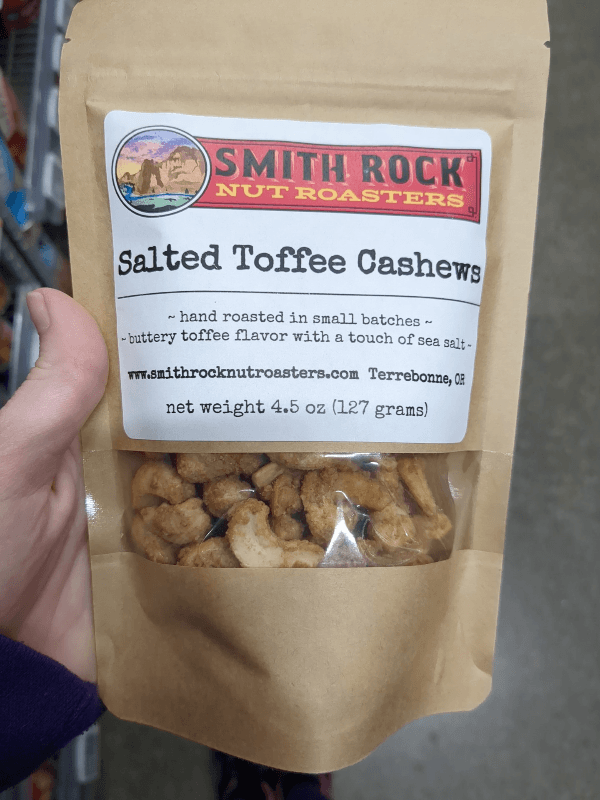 SMITH ROCK
NUT ROASTERS
Salted Toffee Cashews
~ hand roasted in small batches ~
~ buttery toffee flavor with a touch of sea salt ~
www.smithrocknutroasters.com Terrebonne, OR
net weight 4.5 oz (127 grams)